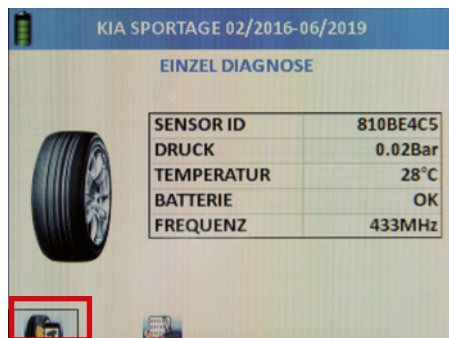 KIA SPORTAGE 02/2016-06/2019
EINZEL DIAGNOSE
SENSOR ID 810BE4C5
DRUCK 0.02Bar
TEMPERATUR 28°C
BATTERIE OK
FREQUENZ 433MHz